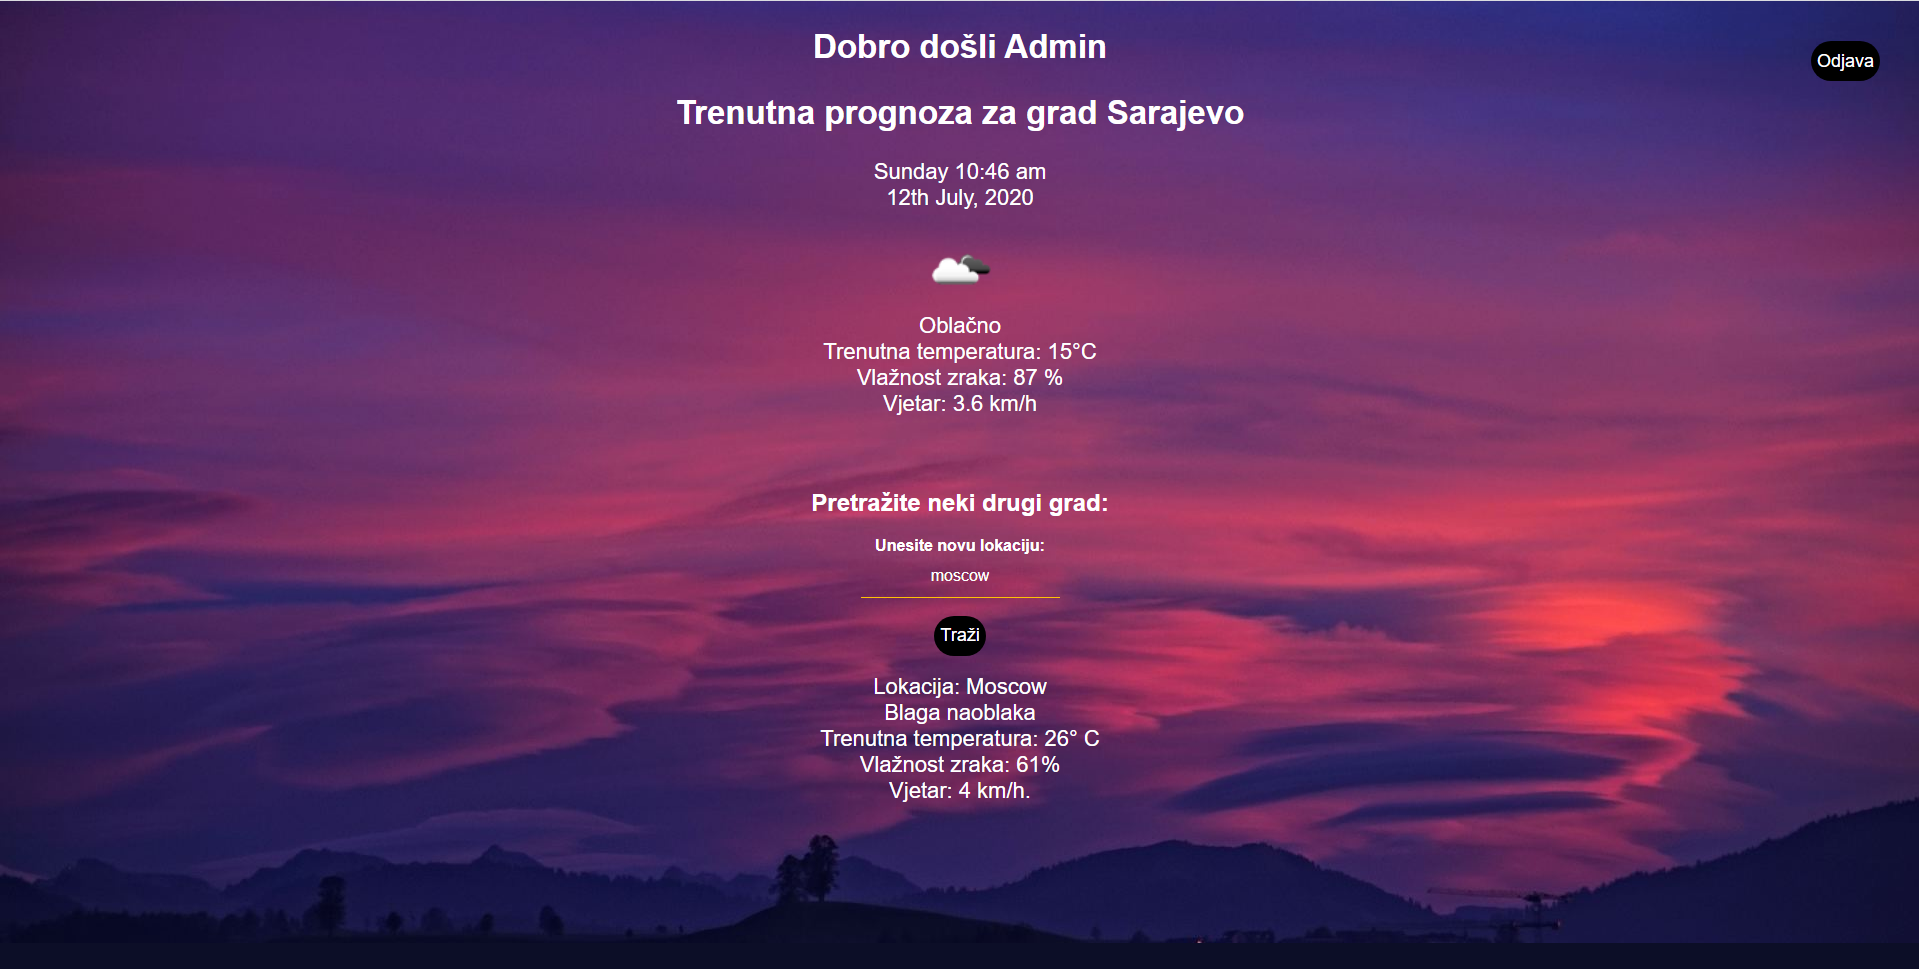 Dobro došli Admin
Odjava
Trenutna prognoza za grad Sarajevo
Sunday 10:46 am
12th July, 2020
Oblačno
Trenutna temperatura: 15°C
Vlažnost zraka: 87 %
Vjetar: 3.6 km/h
Pretražite neki drugi grad:
Unesite novu lokaciju:
moscow
Traži
Lokacija: Moscow
Blaga naoblaka
Trenutna temperatura: 26° C
Vlažnost zraka: 61%
Vjetar: 4 km/h.